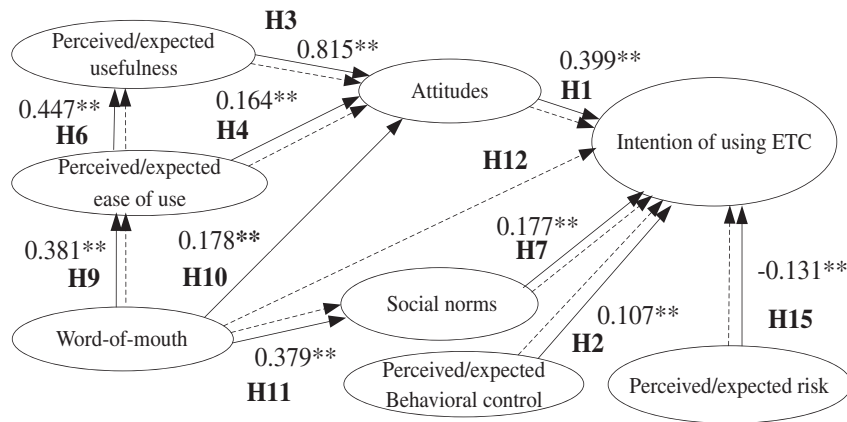 H3
Perceived/expected
usefulness
0.815**
0.399**
H1
Attitudes
0.447**
H6
0.164**
H4
Intention of using ETC
Perceived/expected
ease of use
H12
0.381**
H9
0.178**
H10
0.177**
H7
-0.131**
H15
Social norms
Word-of-mouth
0.379**
H11
0.107**
H2
Perceived/expected
Behavioral control
Perceived/expected risk